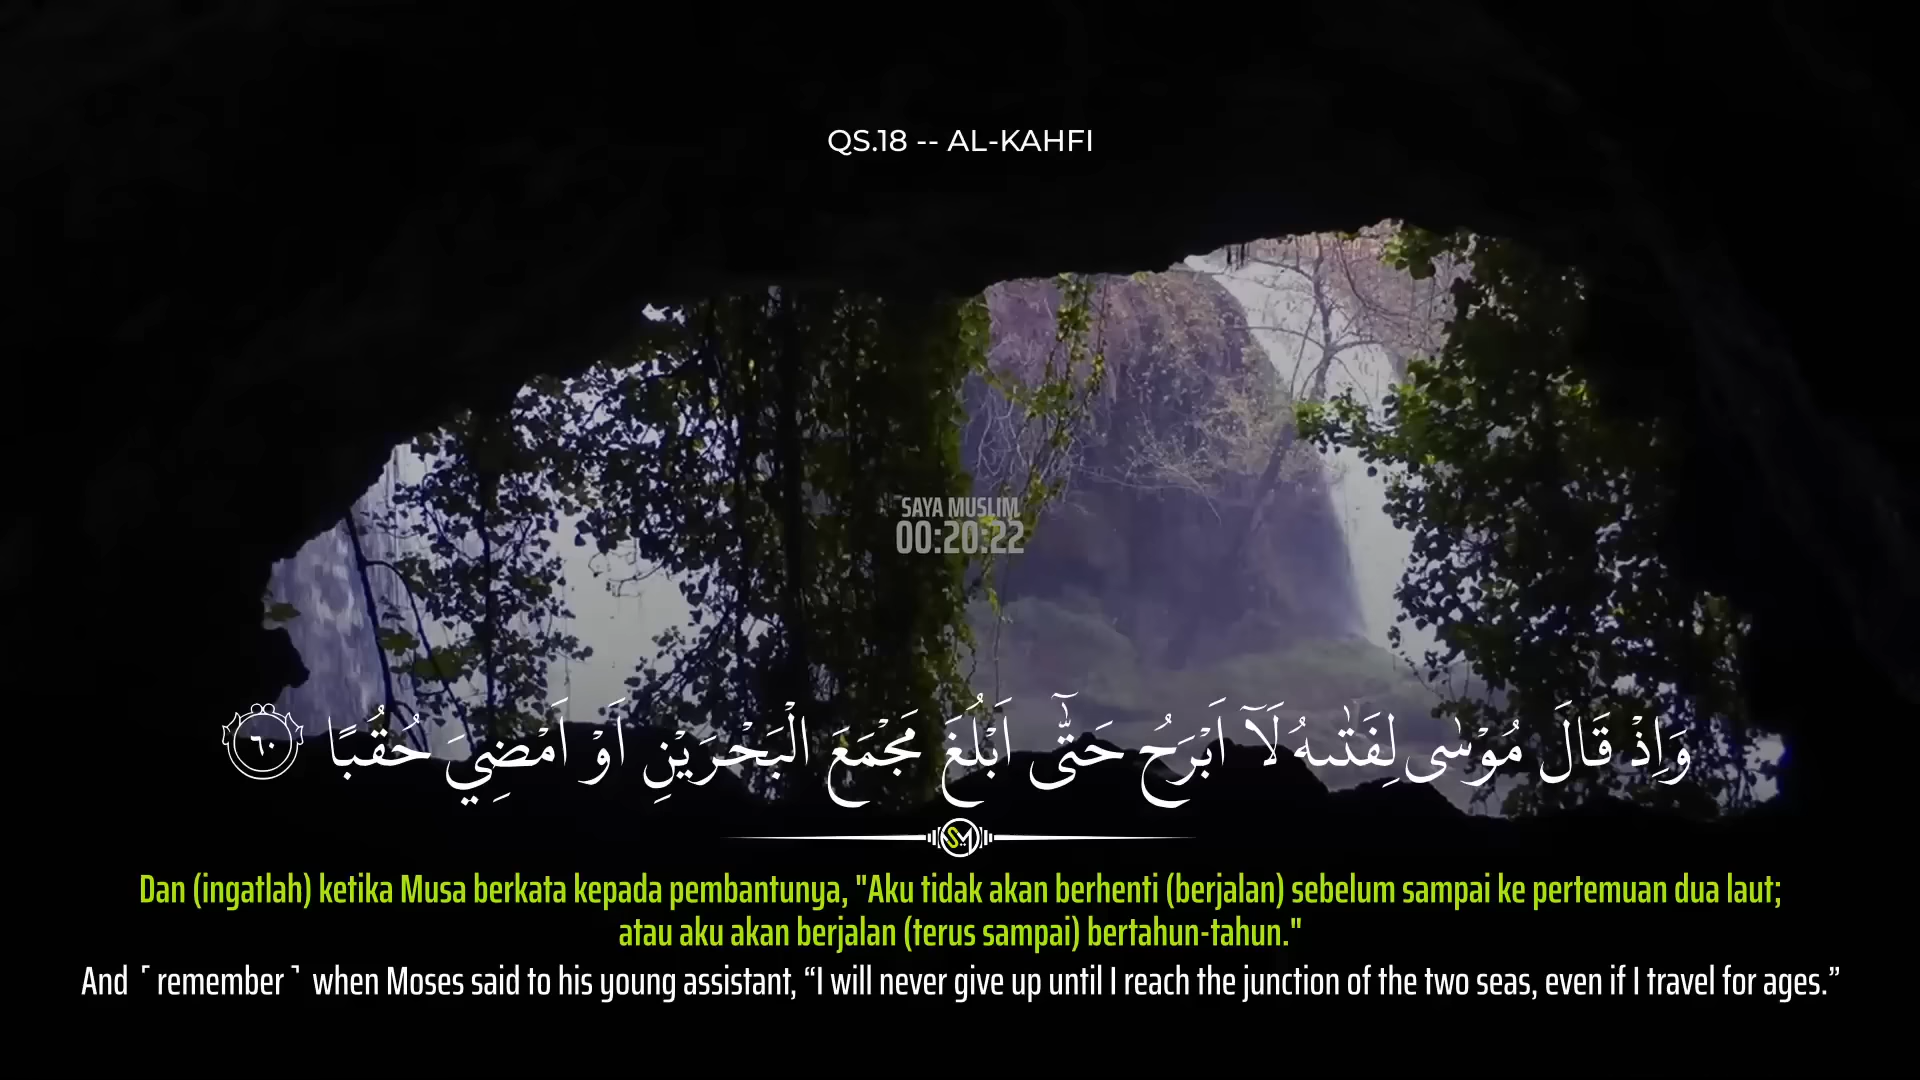 QS.18 -- AL-KAHFI
SAYA MUSLIM
00:20:22
وَاِذْ قَالَ مُوْسٰى لِفَتٰىهُ لَآ اَبْرَحُ حَتّٰٓى اَبْلُغَ مَجْمَعَ الْبَحْرَيْنِ اَوْ اَمْضِيَ حُقُبًا ٦٠
SM
Dan (ingatlah) ketika Musa berkata kepada pembantunya, "Aku tidak akan berhenti (berjalan) sebelum sampai ke pertemuan dua laut;
atau aku akan berjalan (terus sampai) bertahun-tahun."
And ˹remember˺ when Moses said to his young assistant, “I will never give up until I reach the junction of the two seas, even if I travel for ages.”